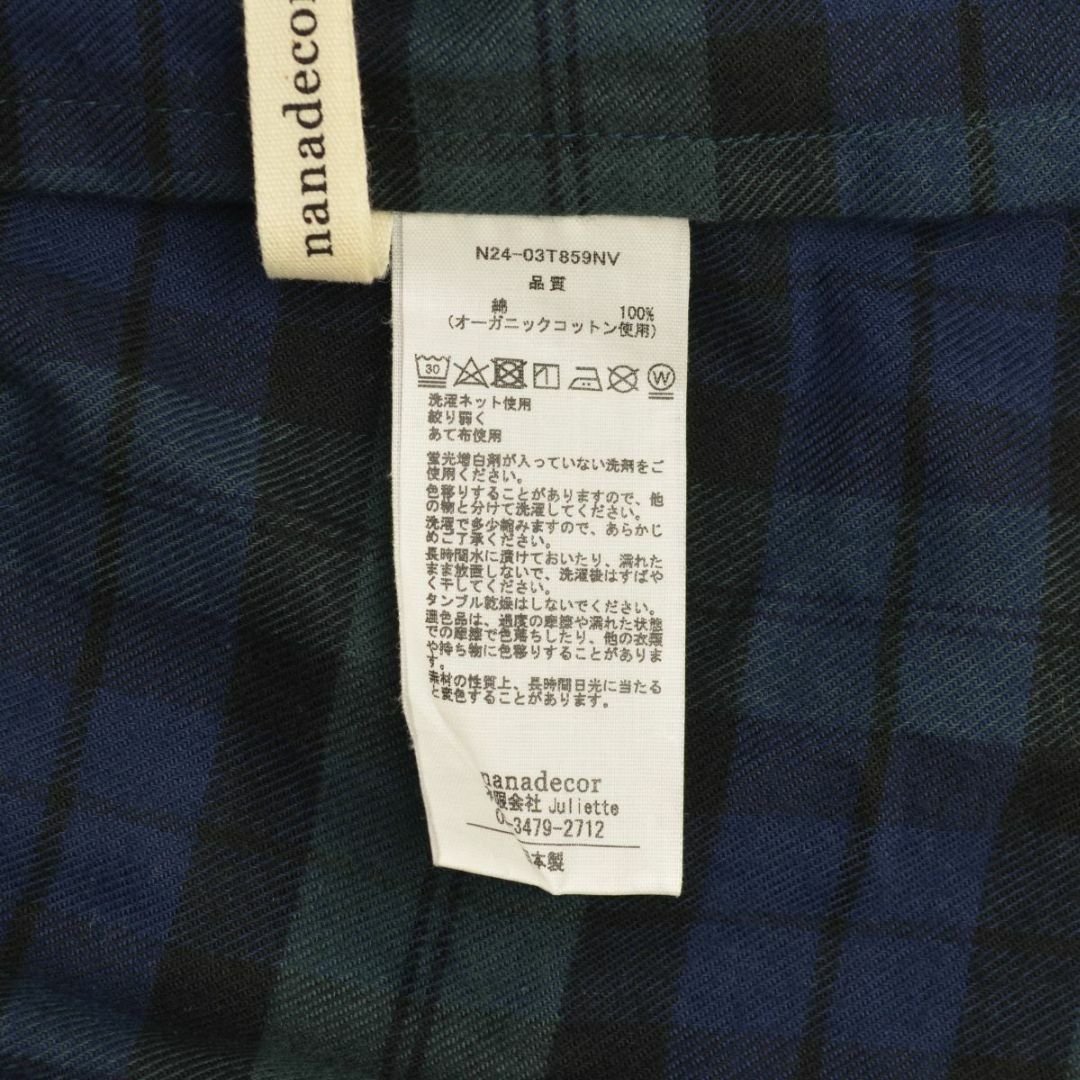 nanadecor
N24-03T859NV
品質
綿 100%
(オーガニックコットン使用)
30
W
洗濯ネット使用
絞り弱く
あて布使用
蛍光増白剤が入っていない洗剤をご
使用ください。
色移りすることがありますので、他
の物と分けて洗濯してください。
洗濯で多少縮みますので、あらかじ
めご了承ください。
長時間水に漬けておいたり、濡れた
まま放置しないで、洗濯後はすばや
く干してください。
タンブル乾燥はしないでください。
濃色品は、過度の摩擦や濡れた状態
での摩擦で色落ちしたり、他の衣類
や持ち物に色移りすることがありま
す。
素材の性質上、長時間日光に当たる
と変色することがあります。
nanadecor
限会社 Juliette
3479-2712
本製